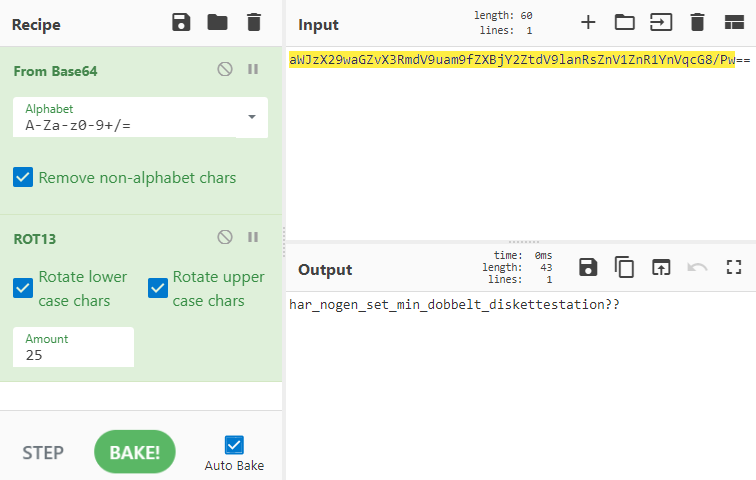 Recipe
From Base64
Alphabet
A-Za-z0-9+/=
Remove non-alphabet chars
ROT13
Rotate lower case chars
Rotate upper case chars
Amount
25
STEP
BAKE!
Auto Bake
Input
length: 60
lines: 1
aWJzX29waGZvX3RmdV9uam9fZXBjY2ZtdV9lanRsZnV1ZnR1YnVqcG8/Pw==
Output
time: 0ms
length: 43
lines: 1
har_nogen_set_min_dobbelt_diskettestation??